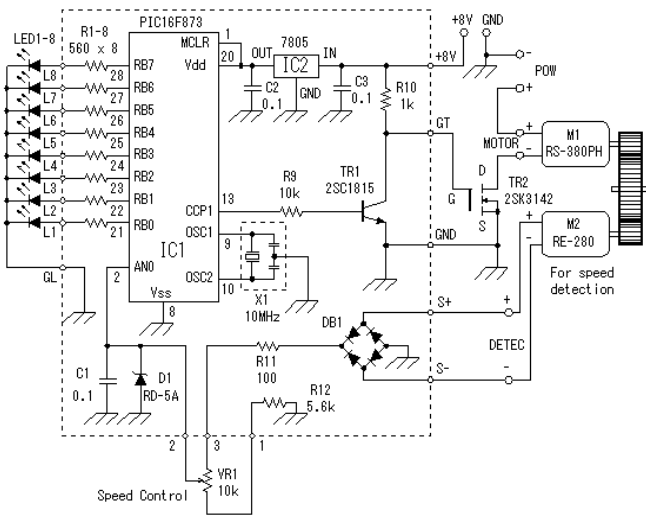 PIC16F873
LED1-8
R1-8
560 x 8
MCLR
1
Vdd
20
OUT
7805
IN
IC2
GND
C2
0.1
C3
0.1
R10
1k
+8V
GND
+8V
-
POW
+
RB7
28
L8
RB6
27
L7
RB5
26
L6
RB4
25
L5
RB3
24
L4
RB2
23
L3
RB1
22
L2
RB0
21
L1
GT
MOTOR
+
-
M1
RS-380PH
D
G
S
TR2
2SK3142
TR1
2SC1815
R9
10k
13
CCP1
OSC1
9
IC1
OSC2
10
X1
10MHz
AN0
2
Vss
8
GL
GND
+
-
M2
RE-280
For speed
detection
S+
+
DB1
DETEC
S-
-
C1
0.1
D1
RD-5A
R11
100
R12
5.6k
2
3
1
VR1
10k
Speed Control